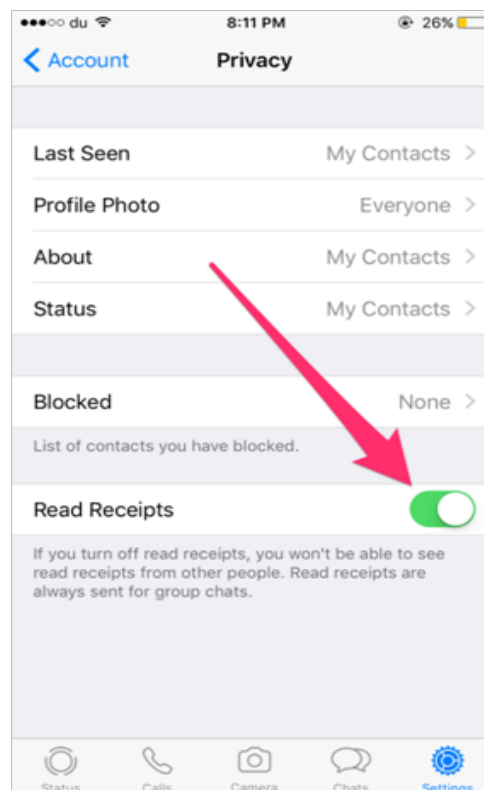 du 8:11 PM 26%
Account Privacy
Last Seen My Contacts
Profile Photo Everyone
About My Contacts
Status My Contacts
Blocked None
List of contacts you have blocked.
Read Receipts
If you turn off read receipts, you won't be able to see
read receipts from other people. Read receipts are
always sent for group chats.
Status Calls Camera Chats Settings